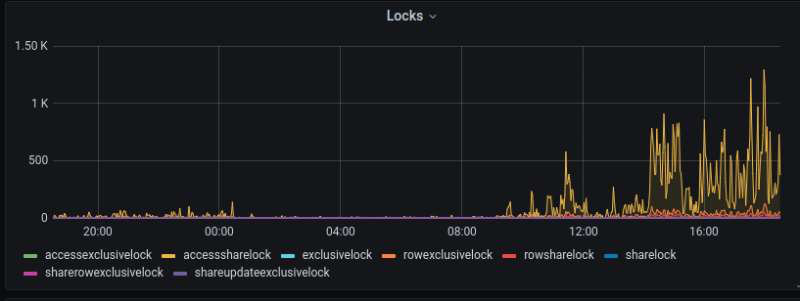 Locks
1.50 K
1 K
500
0
20:00 00:00 04:00 08:00 12:00 16:00
accessexclusivelock accesssharelock exclusivelock rowexclusivelock rowsharelock sharelock
sharerowexclusivelock shareupdateexclusivelock